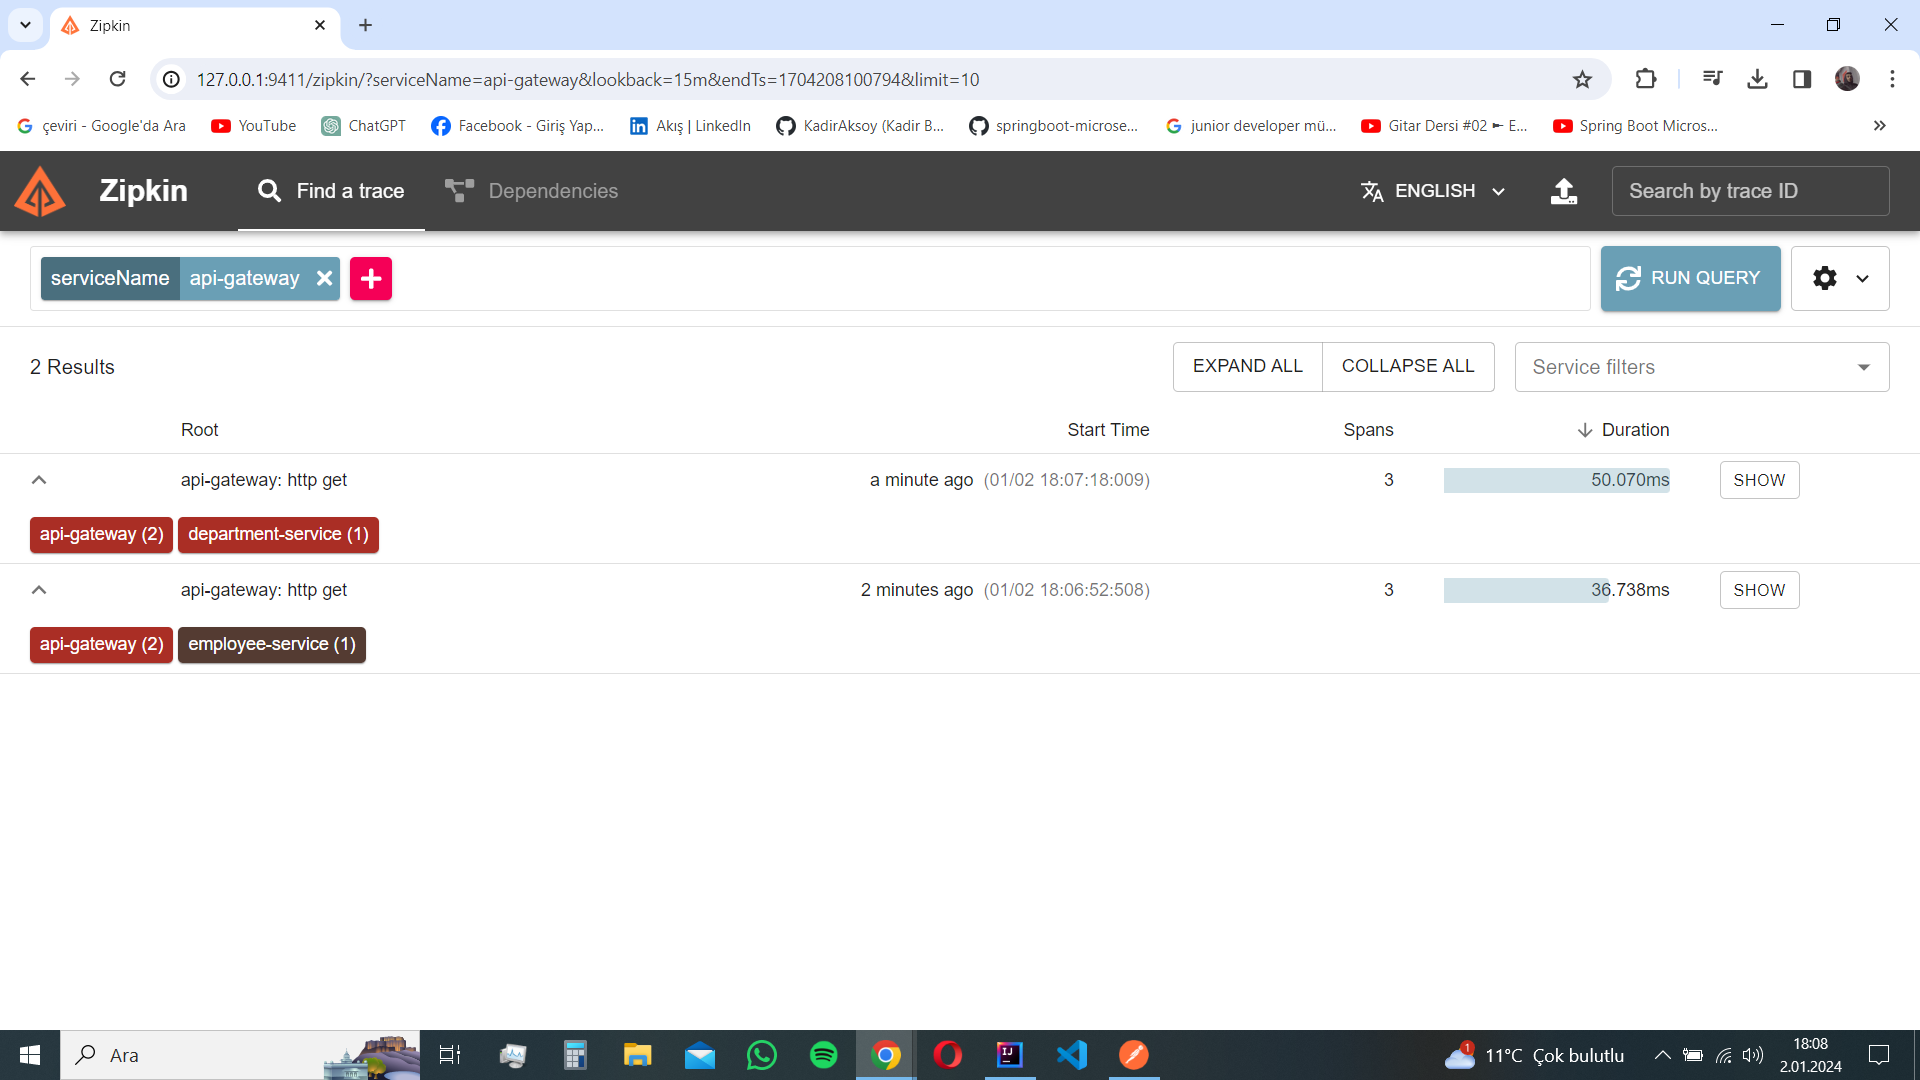 Zipkin
127.0.0.1:9411/zipkin/?serviceName=api-gateway&lookback=15m&endTs=1704208100794&limit=10
çeviri - Google'da Ara YouTube ChatGPT Facebook - Giriş Yap... Akış | LinkedIn KadirAksoy (Kadir B... springboot-microse... junior developer mü... Gitar Dersi #02 ► E... Spring Boot Micros...
Zipkin Find a trace Dependencies ENGLISH Search by trace ID
serviceName api-gateway RUN QUERY
2 Results EXPAND ALL COLLAPSE ALL Service filters
Root Start Time Spans Duration
api-gateway: http get a minute ago (01/02 18:07:18:009) 3 50.070ms SHOW
api-gateway (2) department-service (1)
api-gateway: http get 2 minutes ago (01/02 18:06:52:508) 3 36.738ms SHOW
api-gateway (2) employee-service (1)
Ara 1 11°C Çok bulutlu 18:08
2.01.2024